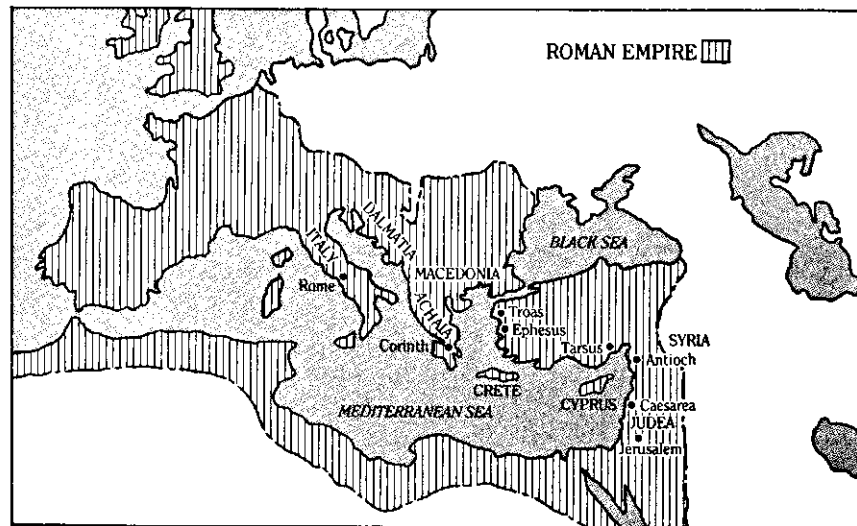 ROMAN EMPIRE
DALMATIA
ITALY
BLACK SEA
MACEDONIA
Rome
ACHAIA
Troas
Ephesus
Corinth
Tarsus
SYRIA
Antioch
CRETE
CYPRUS
MEDITERRANEAN SEA
Caesarea
JUDEA
Jerusalem